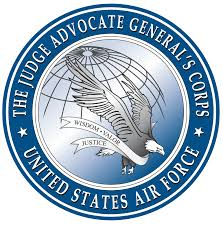 THE JUDGE ADVOCATE GENERAL'S CORPS
WISDOM · VALOR
JUSTICE
UNITED STATES AIR FORCE